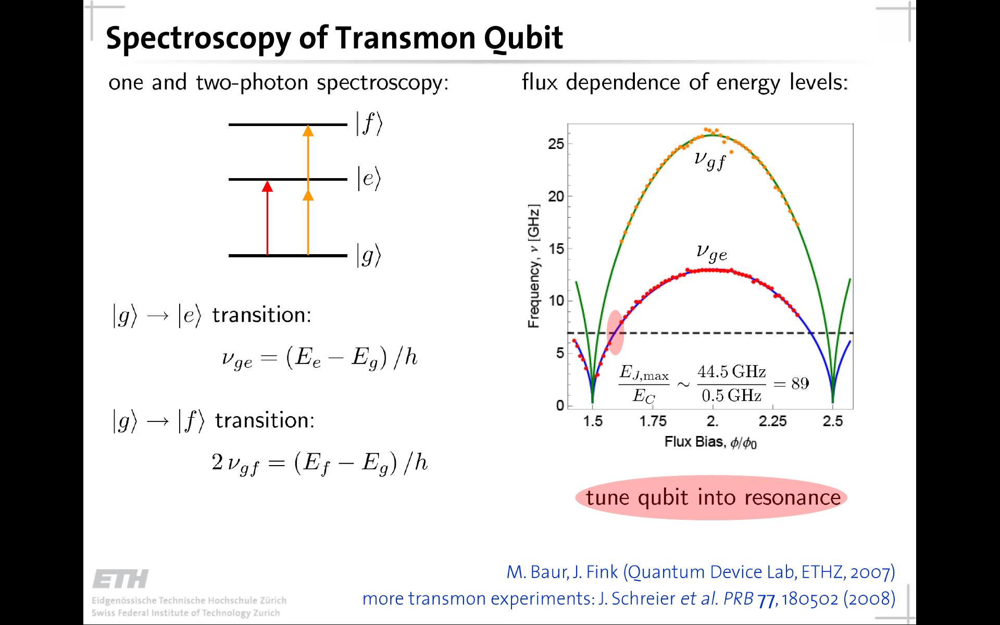 Spectroscopy of Transmon Qubit
one and two-photon spectroscopy:
|f⟩
|e⟩
|g⟩
|g⟩ → |e⟩ transition:
ν_ge = (E_e − E_g) /h
|g⟩ → |f⟩ transition:
2 ν_gf = (E_f − E_g) /h
flux dependence of energy levels:
25
20
15
10
5
0
Frequency, ν [GHz]
ν_gf
ν_ge
E_J,max / E_C ∼ 44.5 GHz / 0.5 GHz = 89
1.5 1.75 2. 2.25 2.5
Flux Bias, ϕ/ϕ0
tune qubit into resonance
M. Baur, J. Fink (Quantum Device Lab, ETHZ, 2007)
more transmon experiments: J. Schreier et al. PRB 77, 180502 (2008)
ETH
Eidgenössische Technische Hochschule Zürich
Swiss Federal Institute of Technology Zurich